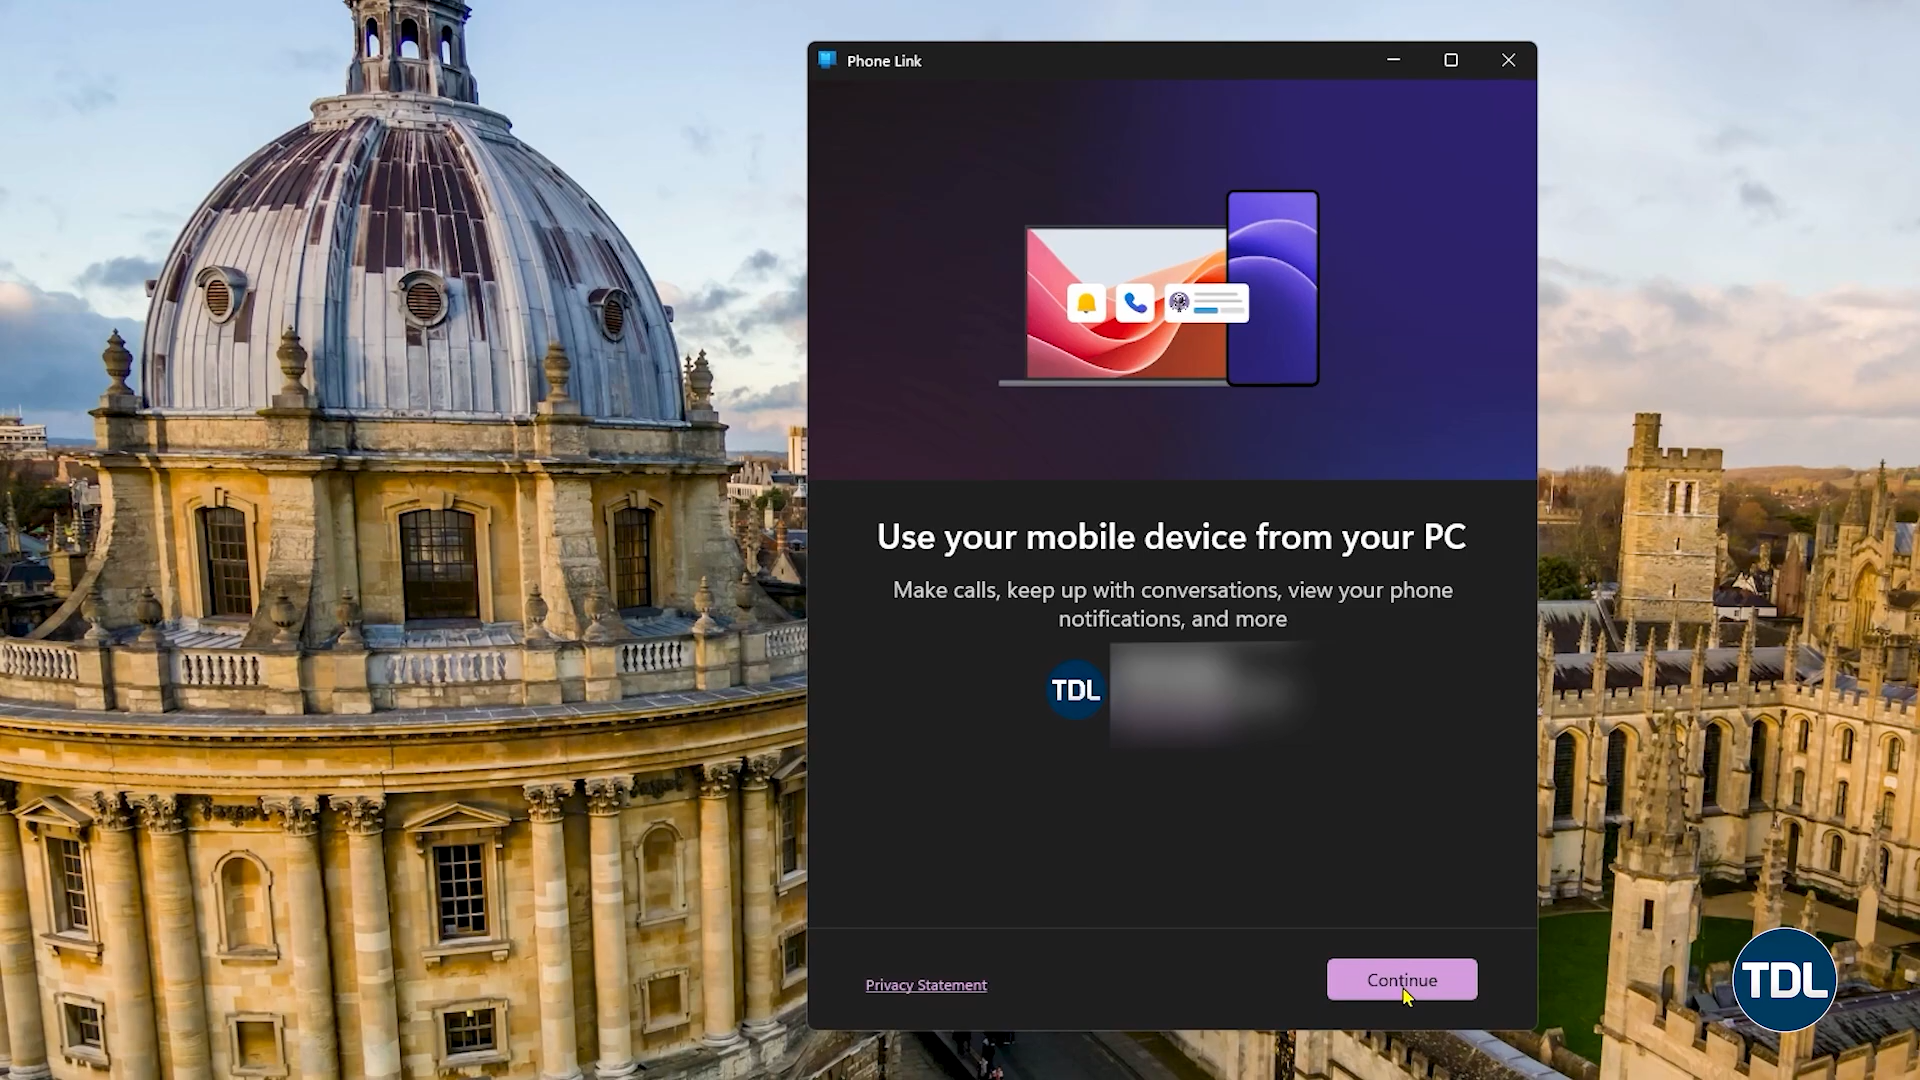 Phone Link
Use your mobile device from your PC
Make calls, keep up with conversations, view your phone
notifications, and more
TDL
Privacy Statement
Continue
TDL